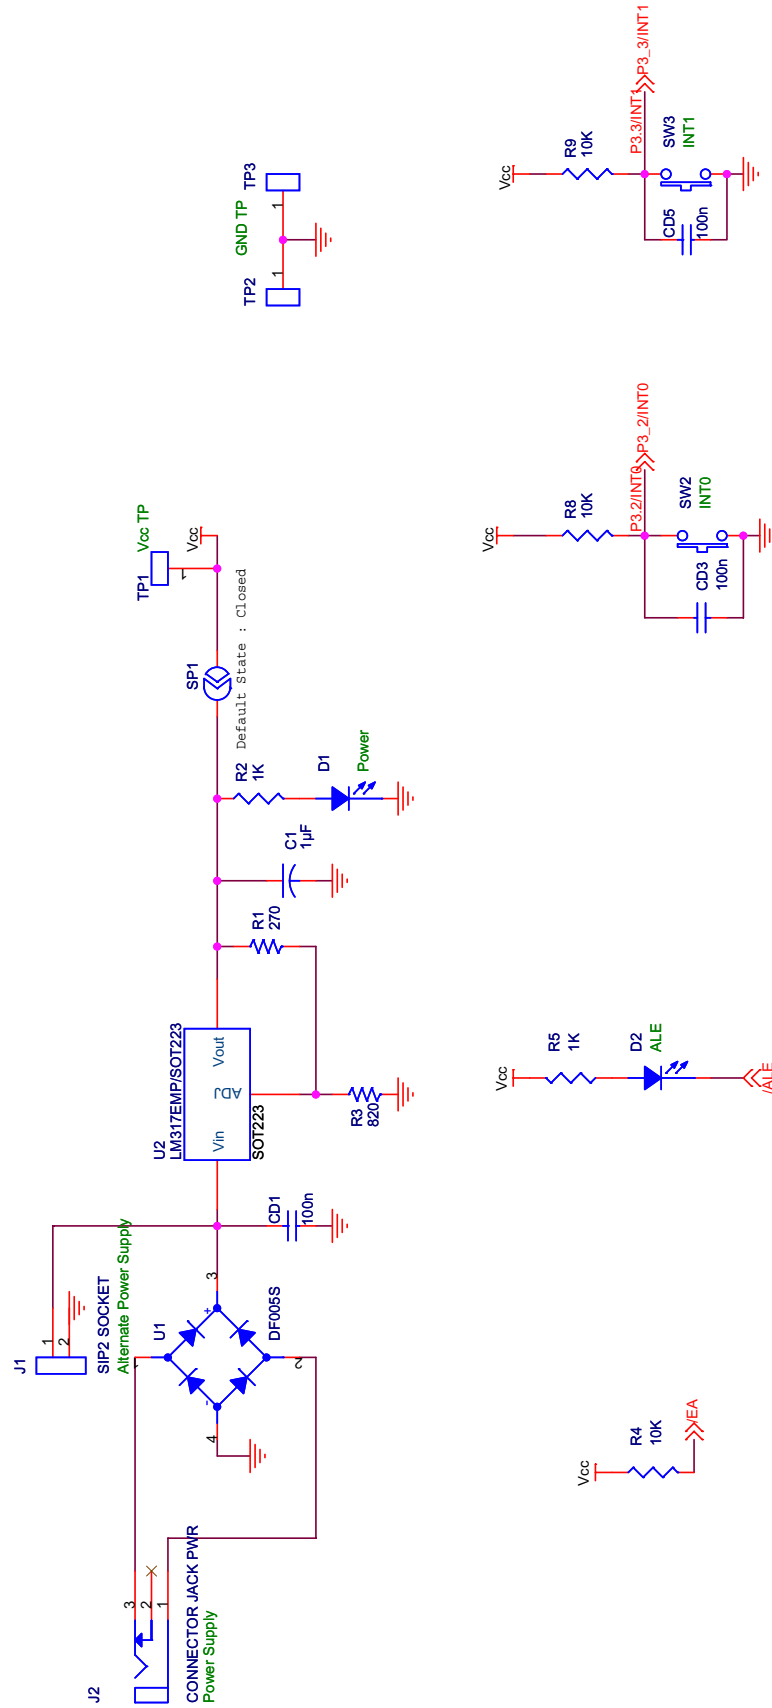 J2
CONNECTOR JACK PWR
Power Supply
3
2
1
J1
SIP2 SOCKET
Alternate Power Supply
1
2
U1
DF005S
1
2
3
4
+
-
CD1
100n
U2
LM317EMP/SOT223
Vin
Vout
ADJ
SOT223
R3
820
R1
270
C1
1µF
R2
1K
D1
Power
SP1
Default State : Closed
TP1
Vcc TP
1
Vcc
TP2
1
GND TP
1
TP3
Vcc
R4
10K
/EA
Vcc
R5
1K
D2
ALE
/ALE
Vcc
R8
10K
P3.2/INT0
P3_2/INT0
SW2
INT0
CD3
100n
Vcc
R9
10K
P3.3/INT1
P3_3/INT1
SW3
INT1
CD5
100n